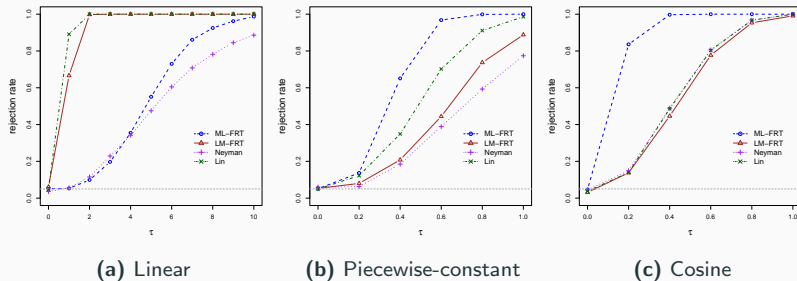 rejection rate
1.0
0.8
0.6
0.4
0.2
0.0
ML-FRT
LM-FRT
Neyman
Lin
0 2 4 6 8 10
τ
(a) Linear
rejection rate
1.0
0.8
0.6
0.4
0.2
0.0
ML-FRT
LM-FRT
Neyman
Lin
0.0 0.2 0.4 0.6 0.8 1.0
τ
(b) Piecewise-constant
rejection rate
1.0
0.8
0.6
0.4
0.2
0.0
ML-FRT
LM-FRT
Neyman
Lin
0.0 0.2 0.4 0.6 0.8 1.0
τ
(c) Cosine